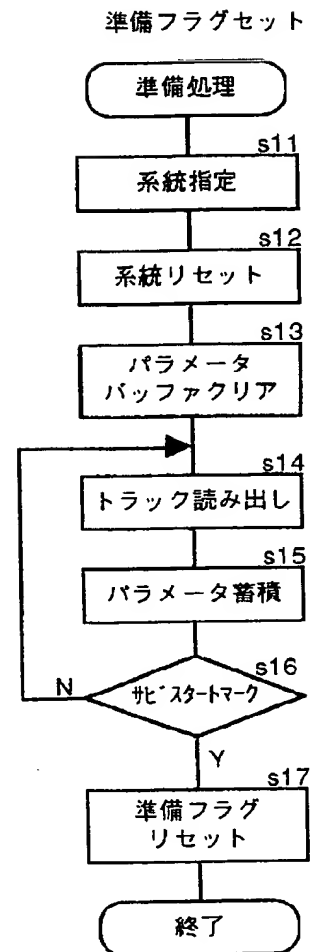 準備フラグセット
準備処理
s11
系統指定
s12
系統リセット
s13
パラメータ
バッファクリア
s14
トラック読み出し
s15
パラメータ蓄積
s16
サビスタートマーク
N
Y
s17
準備フラグ
リセット
終了